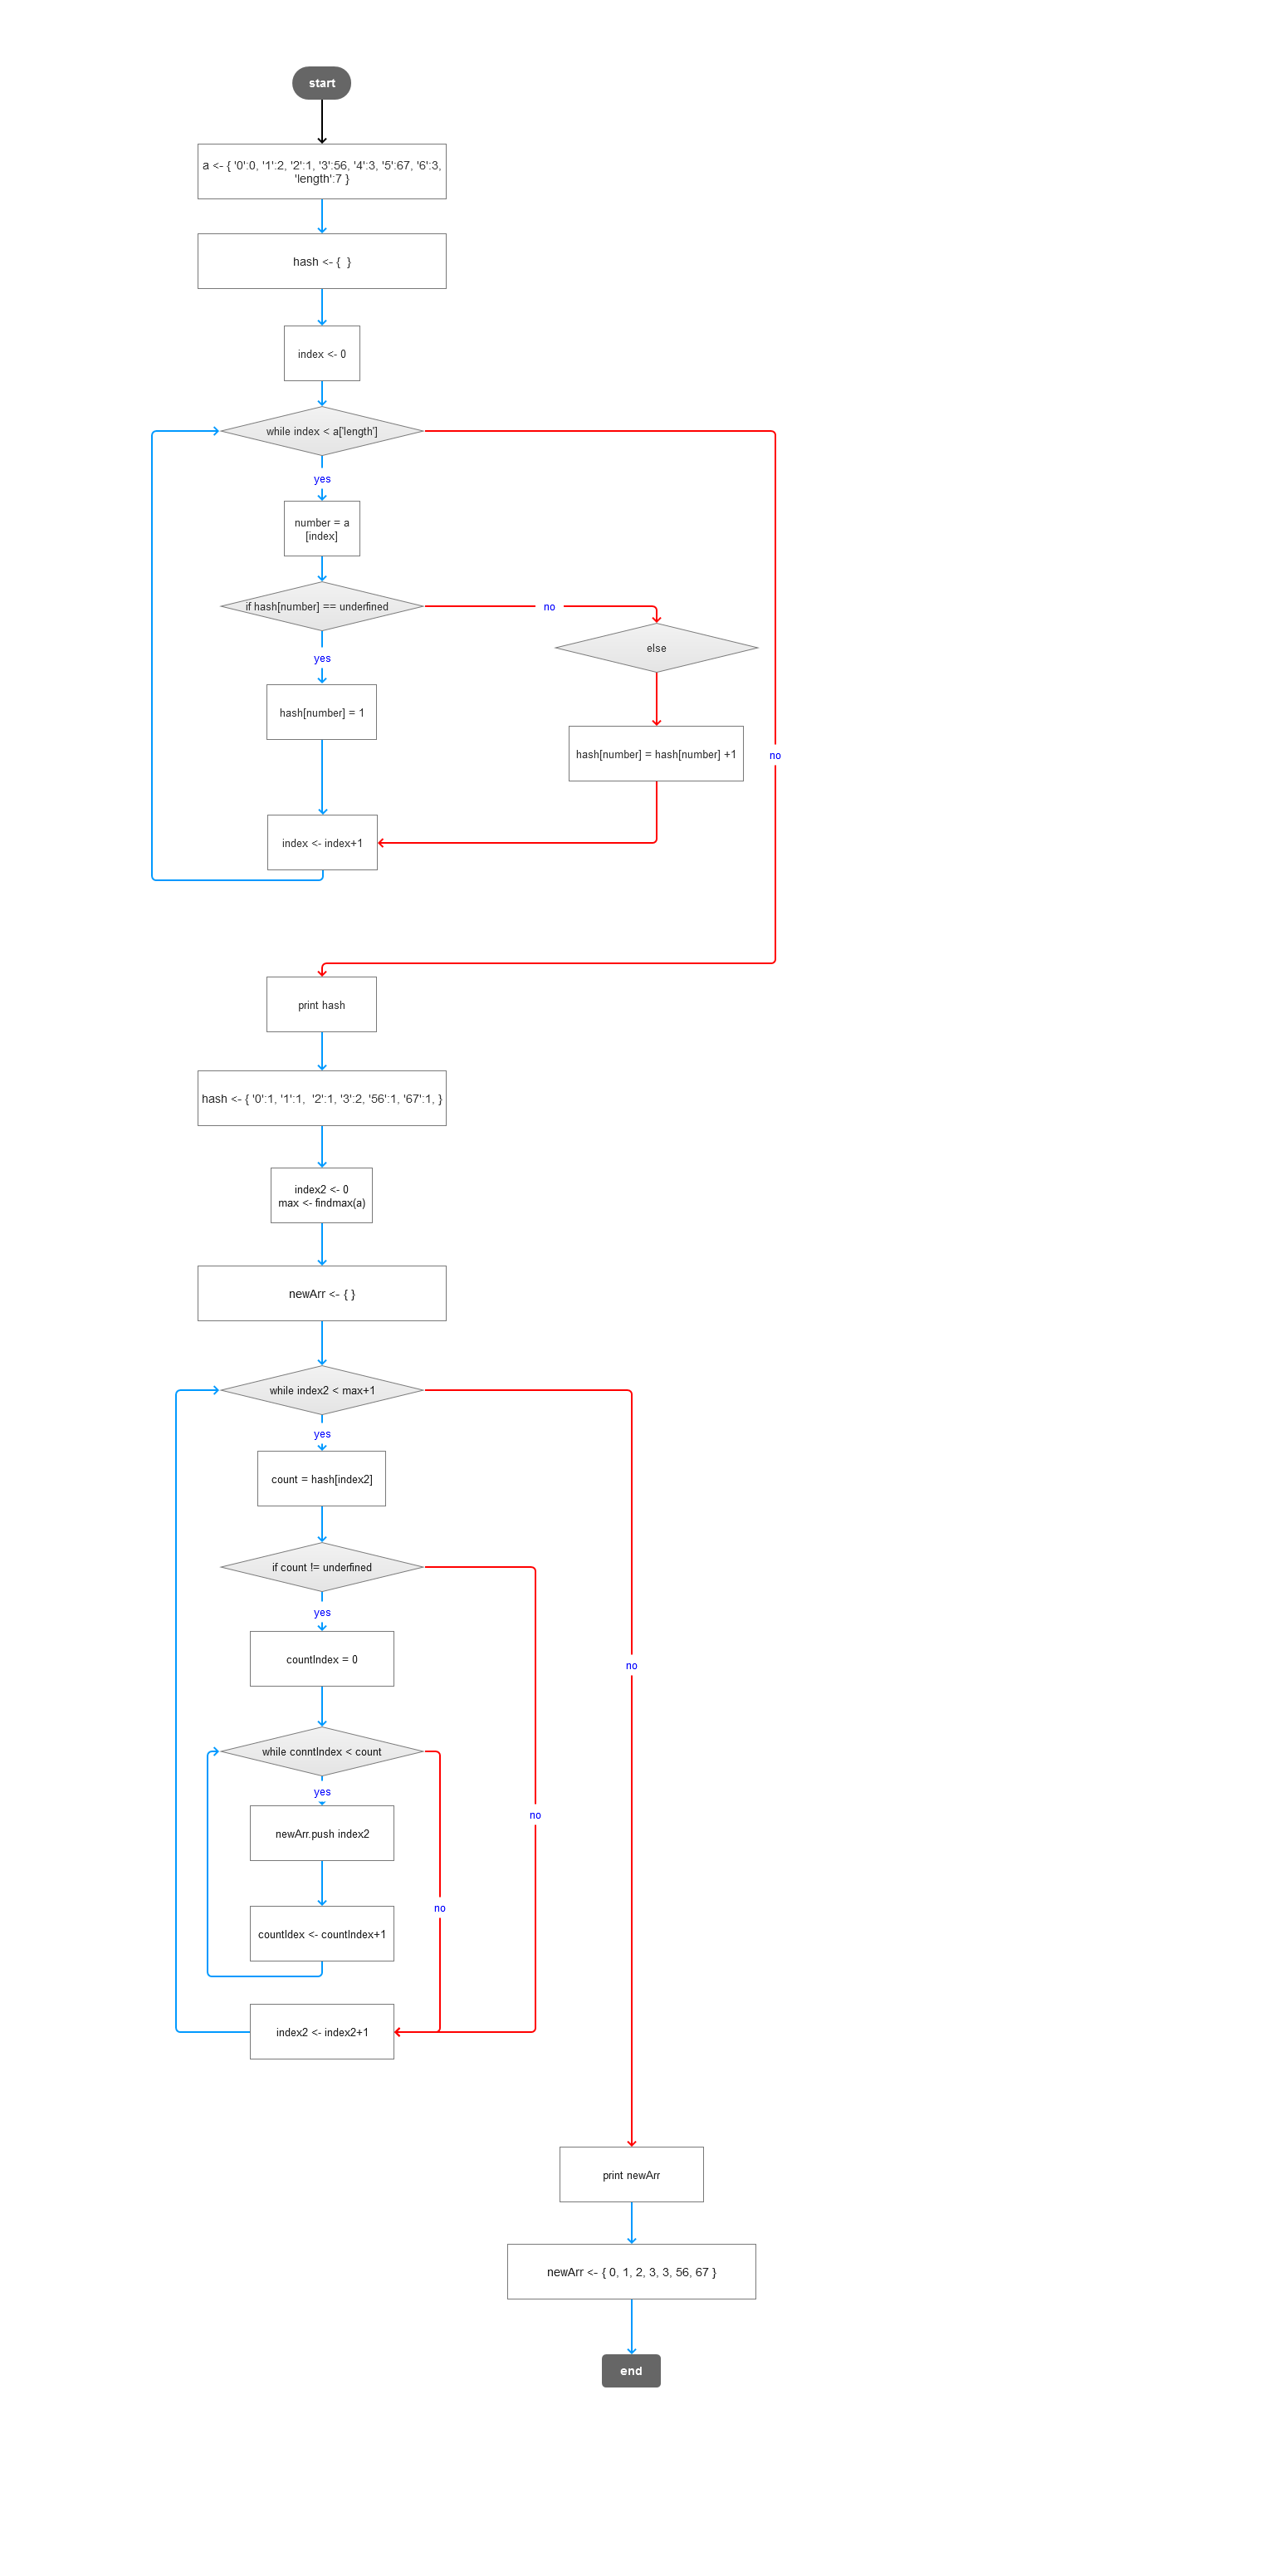 start
a <- { '0':0, '1':2, '2':1, '3':56, '4':3, '5':67, '6':3,
'length':7 }
hash <- {  }
index <- 0
while index < a['length']
yes
number = a
[index]
if hash[number] == underfined
no
else
yes
hash[number] = 1
hash[number] = hash[number] +1
no
index <- index+1
print hash
hash <- { '0':1, '1':1,  '2':1, '3':2, '56':1, '67':1, }
index2 <- 0
max <- findmax(a)
newArr <- { }
while index2 < max+1
yes
count = hash[index2]
if count != underfined
yes
countIndex = 0
no
while conntIndex < count
yes
newArr.push index2
no
no
countIdex <- countIndex+1
index2 <- index2+1
print newArr
newArr <- { 0, 1, 2, 3, 3, 56, 67 }
end